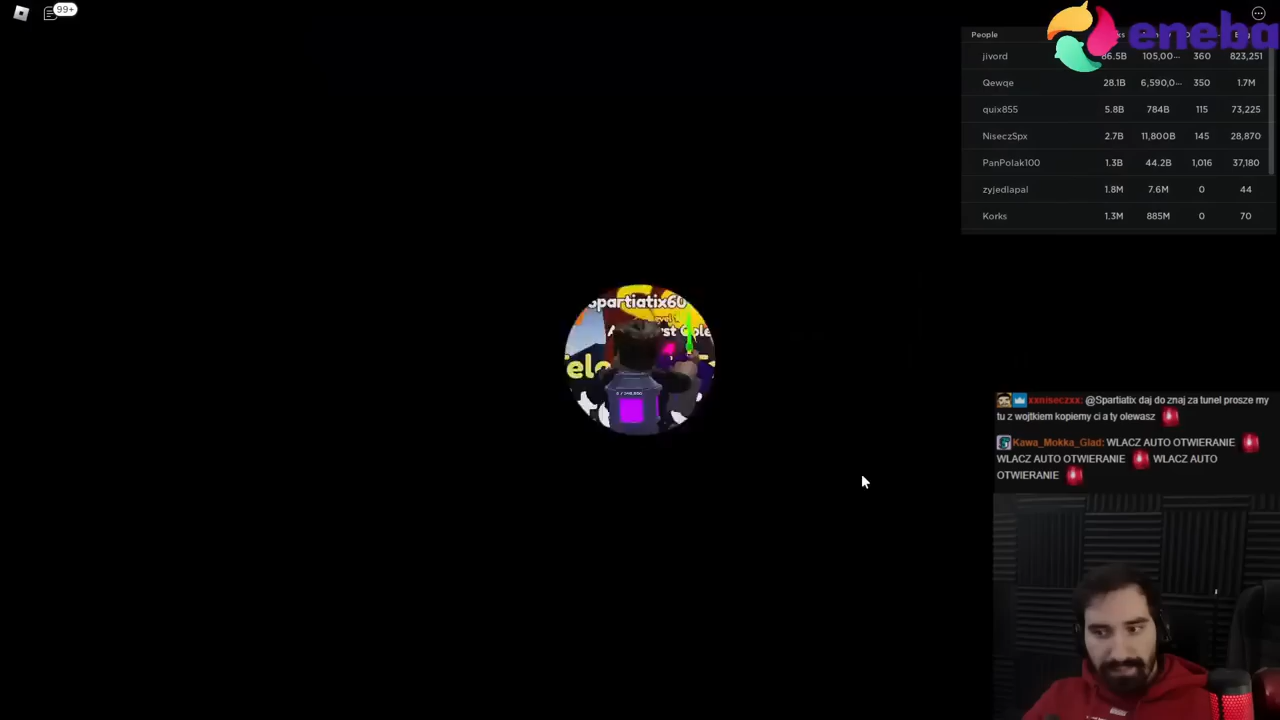 99+
eneba
People
jivord 86.5B 105,00··· 360 823,251
Qewqe 28.1B 6,590,0··· 350 1.7M
quix855 5.8B 784B 115 73,225
NiseczSpx 2.7B 11,800B 145 28,870
PanPolak100 1.3B 44.2B 1,016 37,180
zyjedlapal 1.8M 7.6M 0 44
Korks 1.3M 885M 0 70
Spartiatix60
xxniseczxx: @Spartiatix daj do znaj za tunel prosze my
tu z wojtkiem kopiemy ci a ty olewasz
Kawa_Mokka_Glad: WLACZ AUTO OTWIERANIE
WLACZ AUTO OTWIERANIE WLACZ AUTO
OTWIERANIE